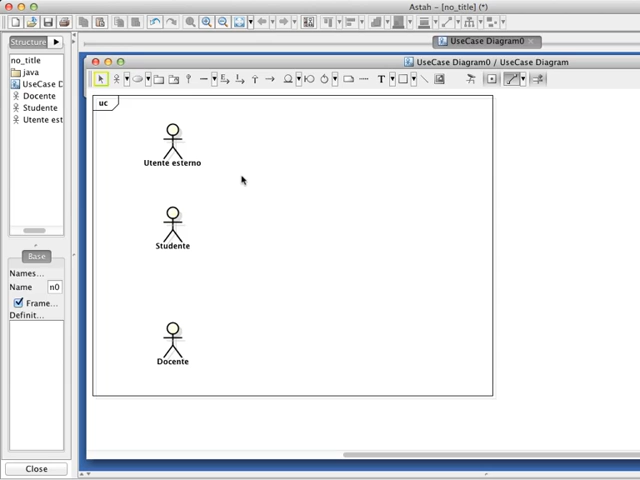 Astah - [no_title] (*)
Structure
UseCase Diagram0
no_title
java
UseCase D
Docente
Studente
Utente est
UseCase Diagram0 / UseCase Diagram
T
uc
Utente esterno
Studente
Docente
Base
Names...
Name n0
Frame...
Definit...
Close